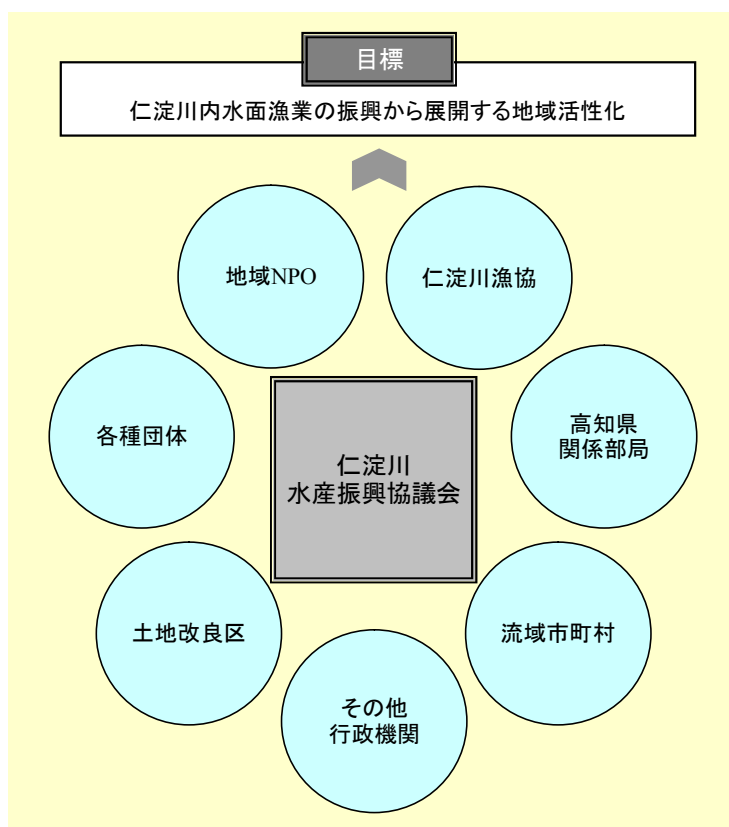 目標
仁淀川内水面漁業の振興から展開する地域活性化
地域NPO
仁淀川漁協
各種団体
高知県
関係部局
仁淀川
水産振興協議会
土地改良区
流域市町村
その他
行政機関